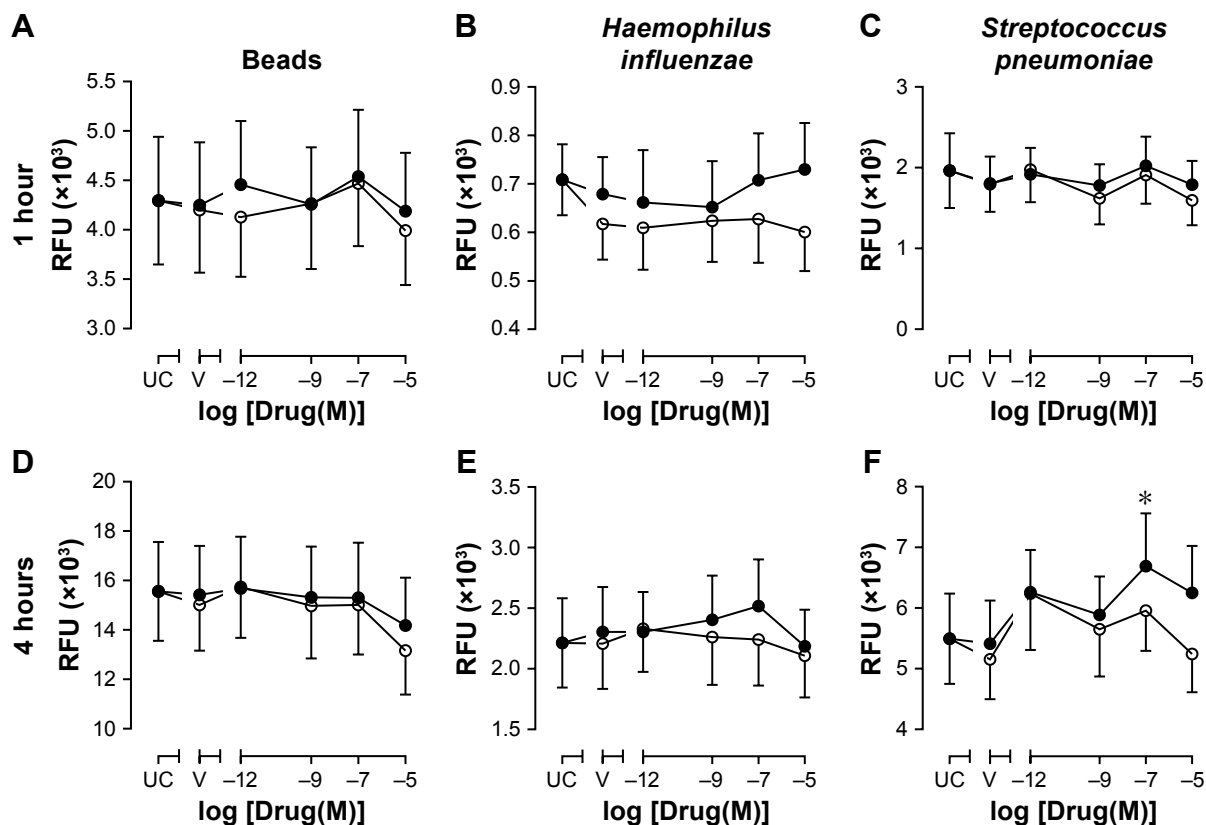 A
Beads
1 hour
RFU (×10³)
5.5
5.0
4.5
4.0
3.5
3.0
UC
V
–12
–9
–7
–5
log [Drug(M)]
B
Haemophilus
influenzae
RFU (×10³)
0.9
0.8
0.7
0.6
0.5
0.4
UC
V
–12
–9
–7
–5
log [Drug(M)]
C
Streptococcus
pneumoniae
RFU (×10³)
3
2
1
0
UC
V
–12
–9
–7
–5
log [Drug(M)]
D
4 hours
RFU (×10³)
20
18
16
14
12
10
UC
V
–12
–9
–7
–5
log [Drug(M)]
E
RFU (×10³)
3.5
3.0
2.5
2.0
1.5
UC
V
–12
–9
–7
–5
log [Drug(M)]
F
RFU (×10³)
8
7
6
5
4
*
UC
V
–12
–9
–7
–5
log [Drug(M)]